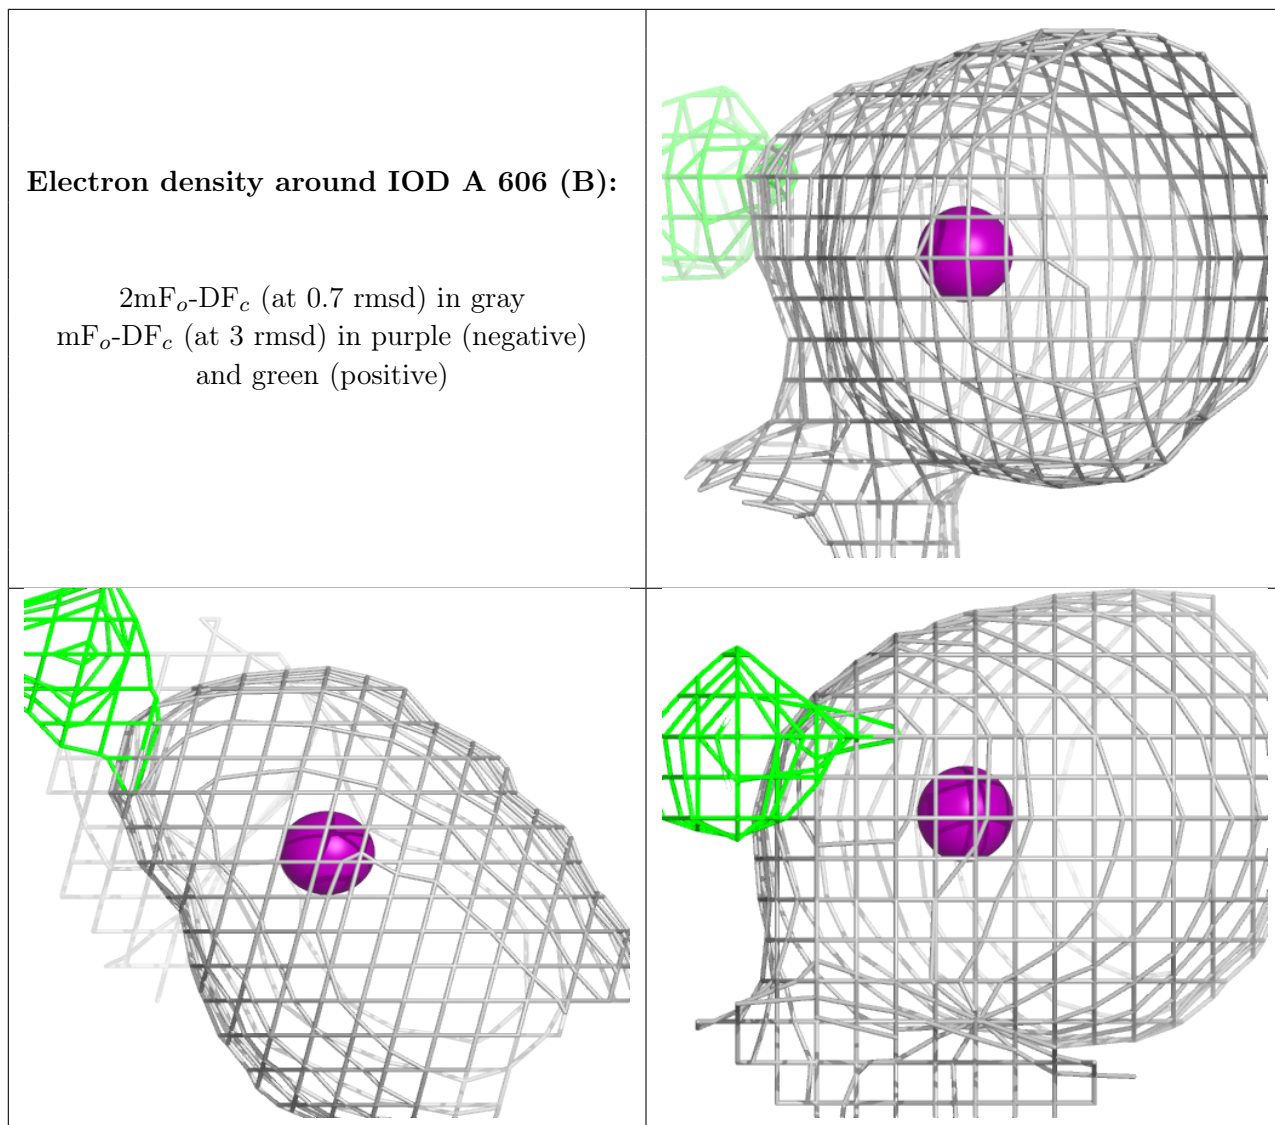 Electron density around IOD A 606 (B):
2mFo-DFc (at 0.7 rmsd) in gray
mFo-DFc (at 3 rmsd) in purple (negative)
and green (positive)